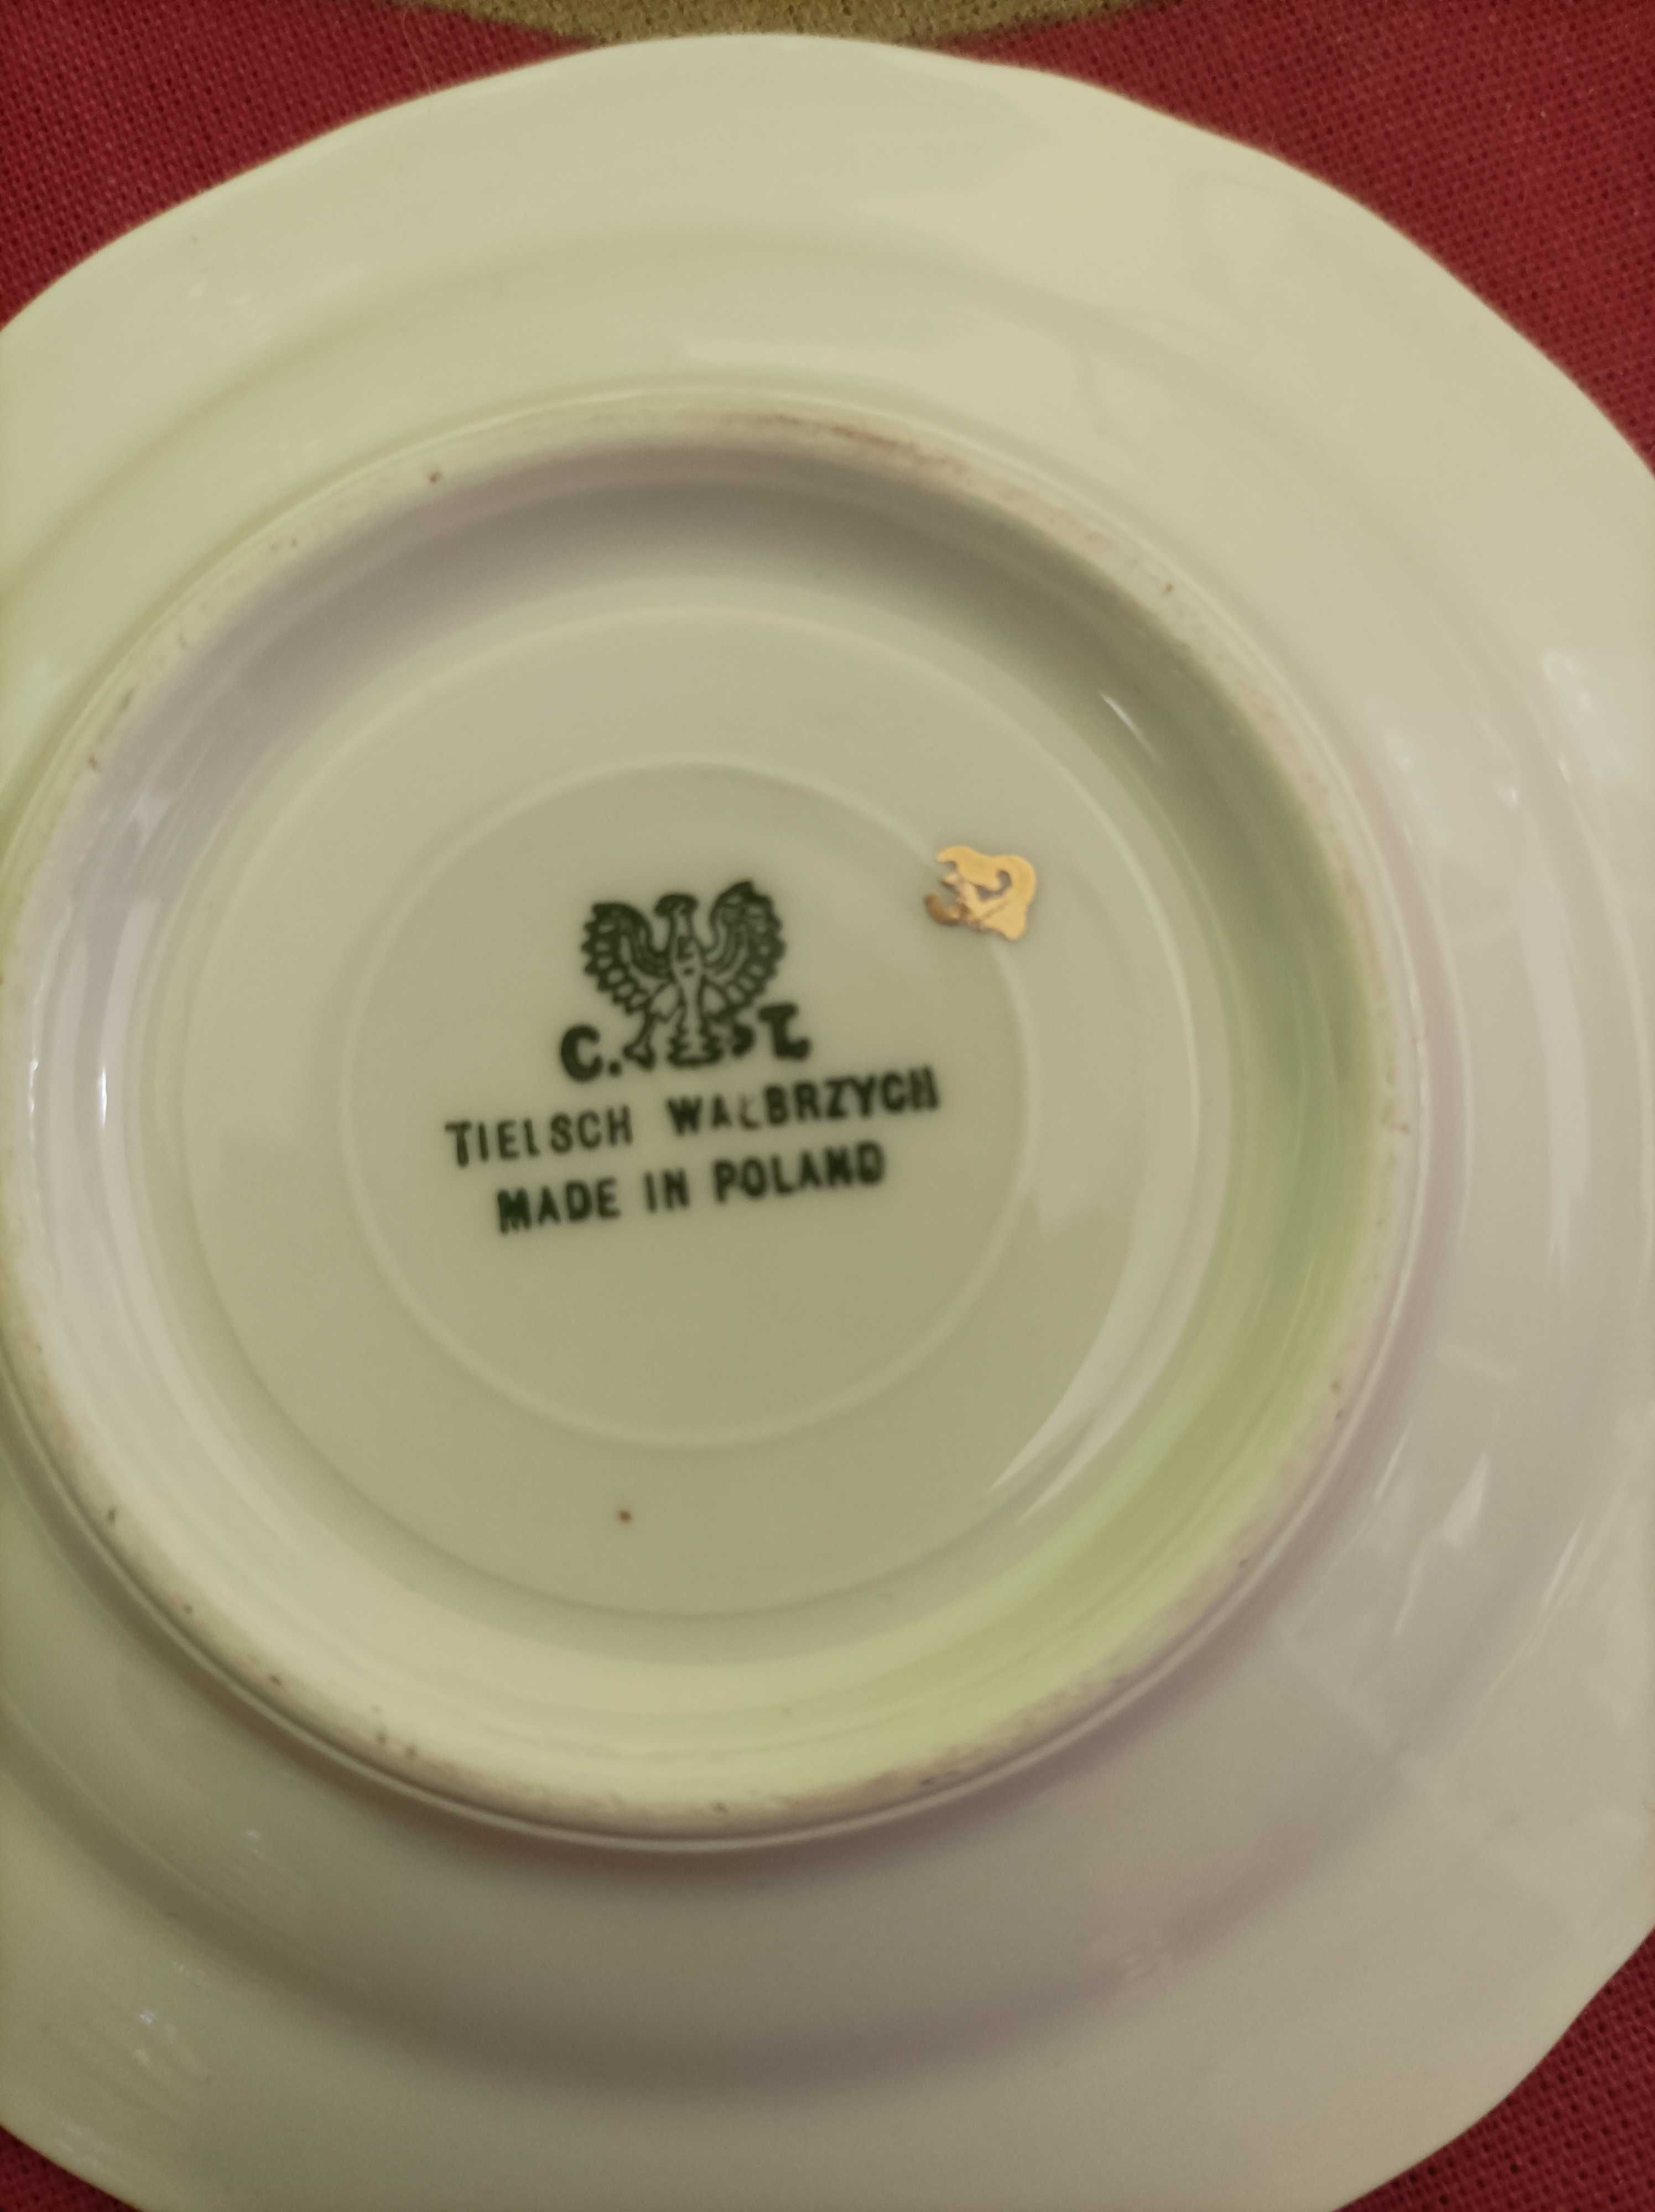 C. T.
TIELSCH WAŁBRZYCH
MADE IN POLAND